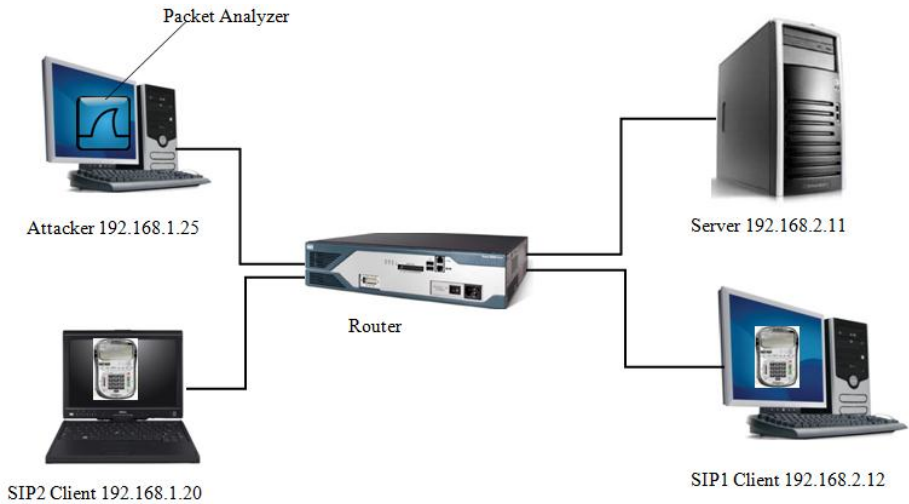 Packet Analyzer
Attacker 192.168.1.25
Server 192.168.2.11
Router
SIP2 Client 192.168.1.20
SIP1 Client 192.168.2.12